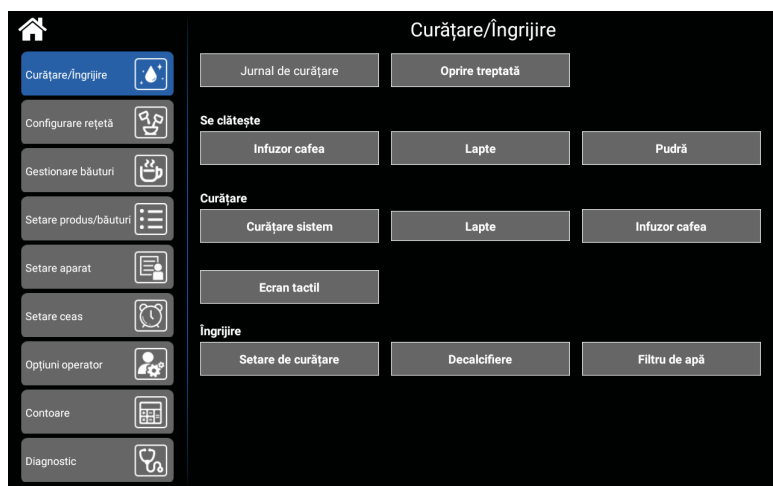 Curățare/Îngrijire
Curățare/Îngrijire
Configurare rețetă
Gestionare băuturi
Setare produs/băuturi
Setare aparat
Setare ceas
Opțiuni operator
Contoare
Diagnostic
Jurnal de curățare
Oprire treptată
Se clătește
Infuzor cafea
Lapte
Pudră
Curățare
Curățare sistem
Lapte
Infuzor cafea
Ecran tactil
Îngrijire
Setare de curățare
Decalcifiere
Filtru de apă